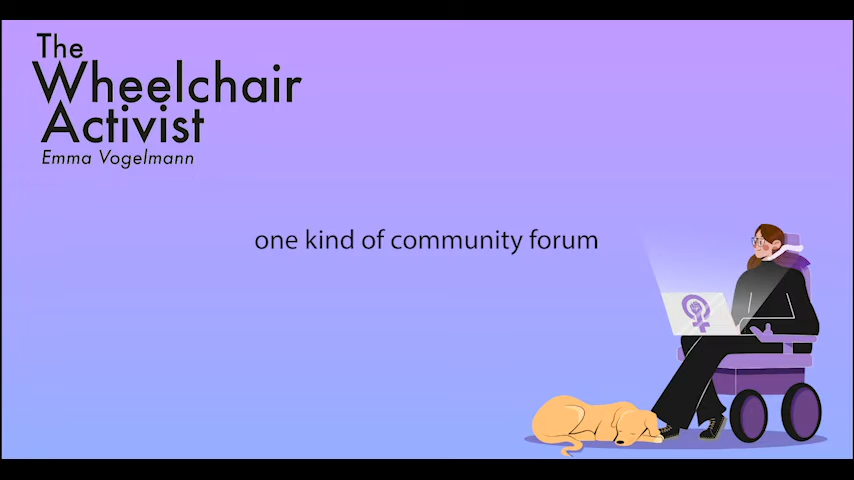 The
Wheelchair
Activist
Emma Vogelmann
one kind of community forum